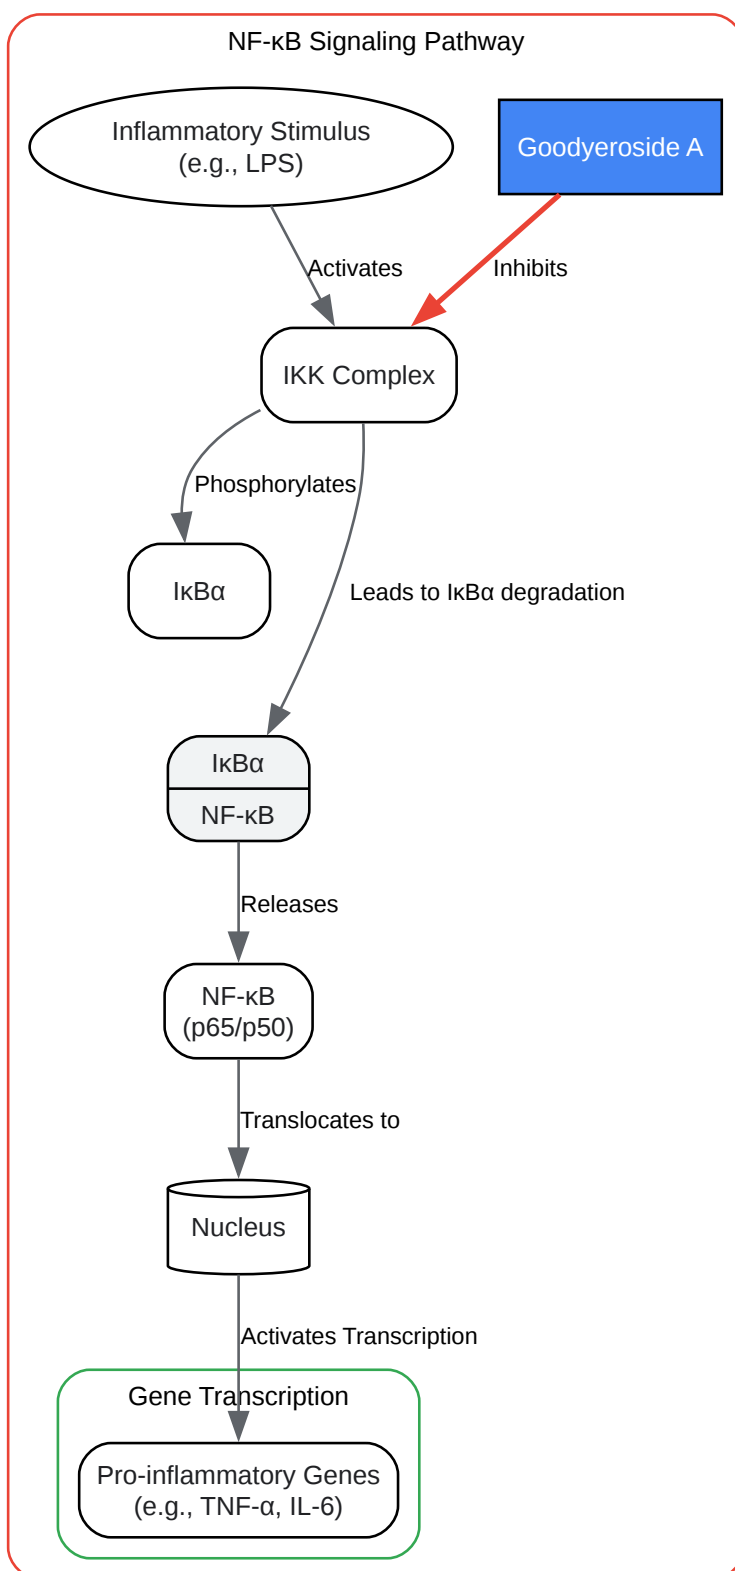 NF-κB Signaling Pathway
Inflammatory Stimulus
(e.g., LPS)
Goodyeroside A
Activates
Inhibits
IKK Complex
Phosphorylates
IκBα
Leads to IκBα degradation
IκBα
NF-κB
Releases
NF-κB
(p65/p50)
Translocates to
Nucleus
Activates Transcription
Gene Transcription
Pro-inflammatory Genes
(e.g., TNF-α, IL-6)